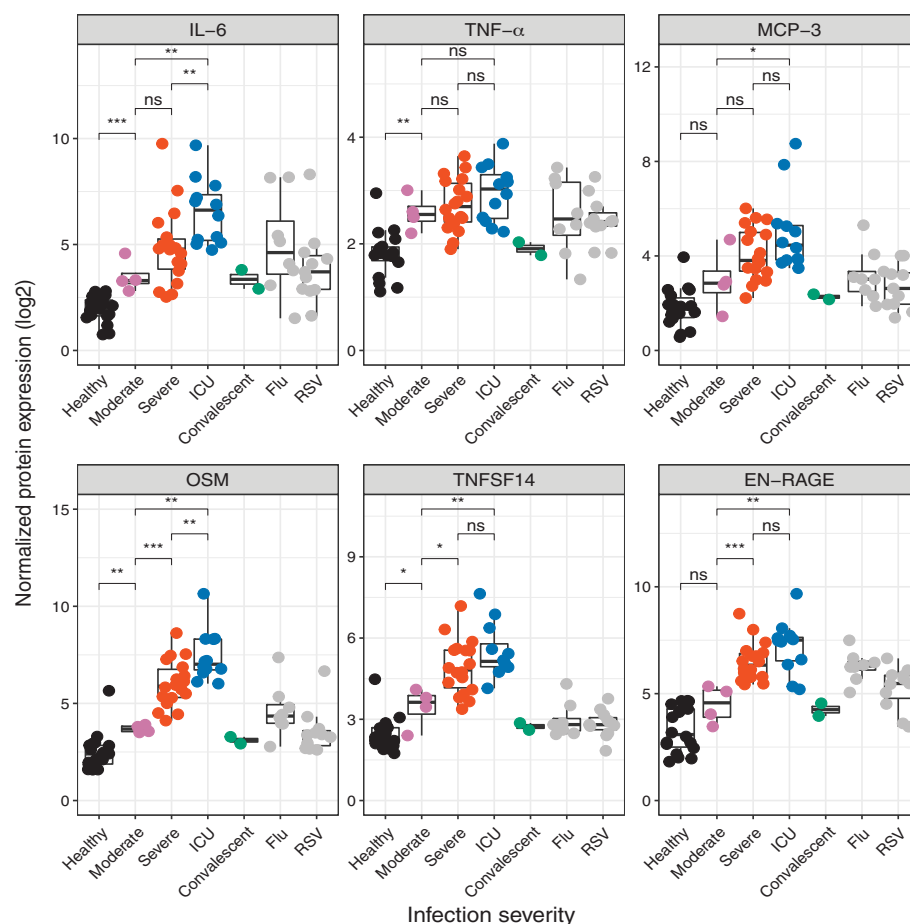 IL−6
TNF−α
MCP−3
**
**
ns
***
10
5
0
ns
ns
ns
**
6
4
2
0
*
ns
ns
ns
12
8
4
0
Healthy
Moderate
Severe
ICU
Convalescent
Flu
RSV
Healthy
Moderate
Severe
ICU
Convalescent
Flu
RSV
Healthy
Moderate
Severe
ICU
Convalescent
Flu
RSV
Normalized protein expression (log2)
OSM
TNFSF14
EN−RAGE
**
**
***
**
15
10
5
0
**
ns
*
*
9
6
3
0
**
ns
***
ns
10
5
0
Healthy
Moderate
Severe
ICU
Convalescent
Flu
RSV
Healthy
Moderate
Severe
ICU
Convalescent
Flu
RSV
Healthy
Moderate
Severe
ICU
Convalescent
Flu
RSV
Infection severity